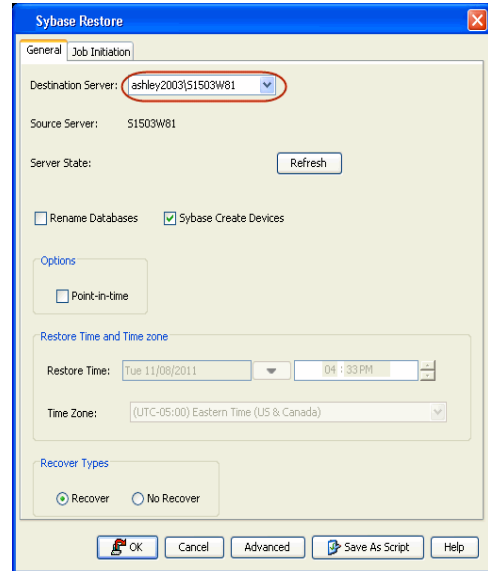 Sybase Restore
General Job Initiation
Destination Server: ashley2003\S1503W81
Source Server: S1503W81
Server State: Refresh
Rename Databases Sybase Create Devices
Options
Point-in-time
Restore Time and Time zone
Restore Time: Tue 11/08/2011 04 : 33 PM
Time Zone: (UTC-05:00) Eastern Time (US & Canada)
Recover Types
Recover No Recover
OK Cancel Advanced Save As Script Help